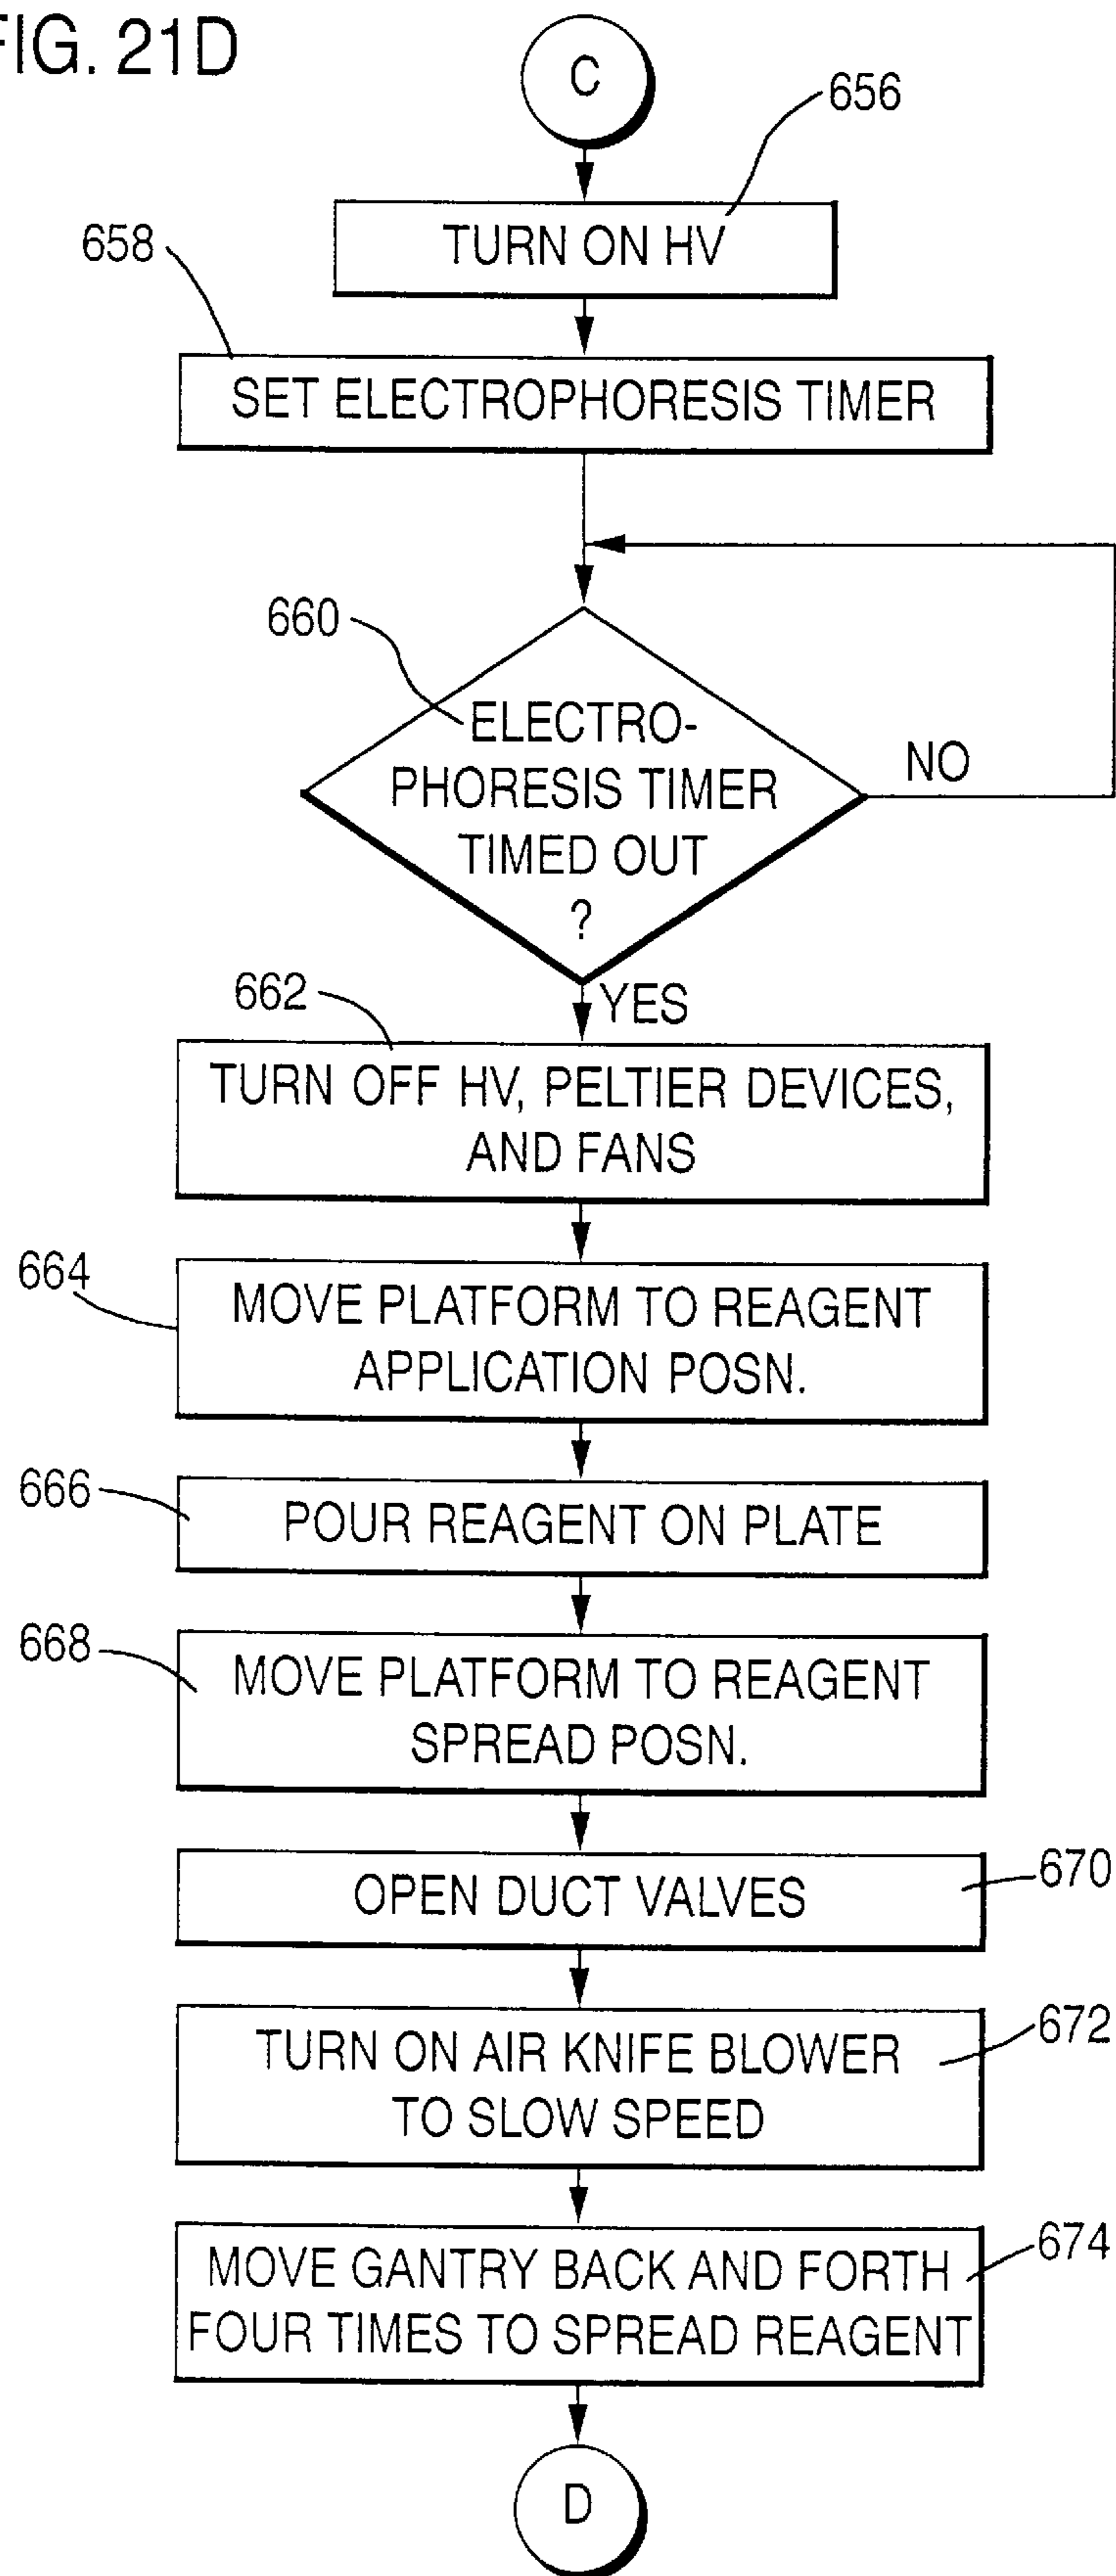 FIG. 21D
C
656
TURN ON HV
658
SET ELECTROPHORESIS TIMER
660
ELECTRO-
PHORESIS TIMER
TIMED OUT
?
NO
YES
662
TURN OFF HV, PELTIER DEVICES,
AND FANS
664
MOVE PLATFORM TO REAGENT
APPLICATION POSN.
666
POUR REAGENT ON PLATE
668
MOVE PLATFORM TO REAGENT
SPREAD POSN.
OPEN DUCT VALVES
670
TURN ON AIR KNIFE BLOWER
TO SLOW SPEED
672
MOVE GANTRY BACK AND FORTH
FOUR TIMES TO SPREAD REAGENT
674
D